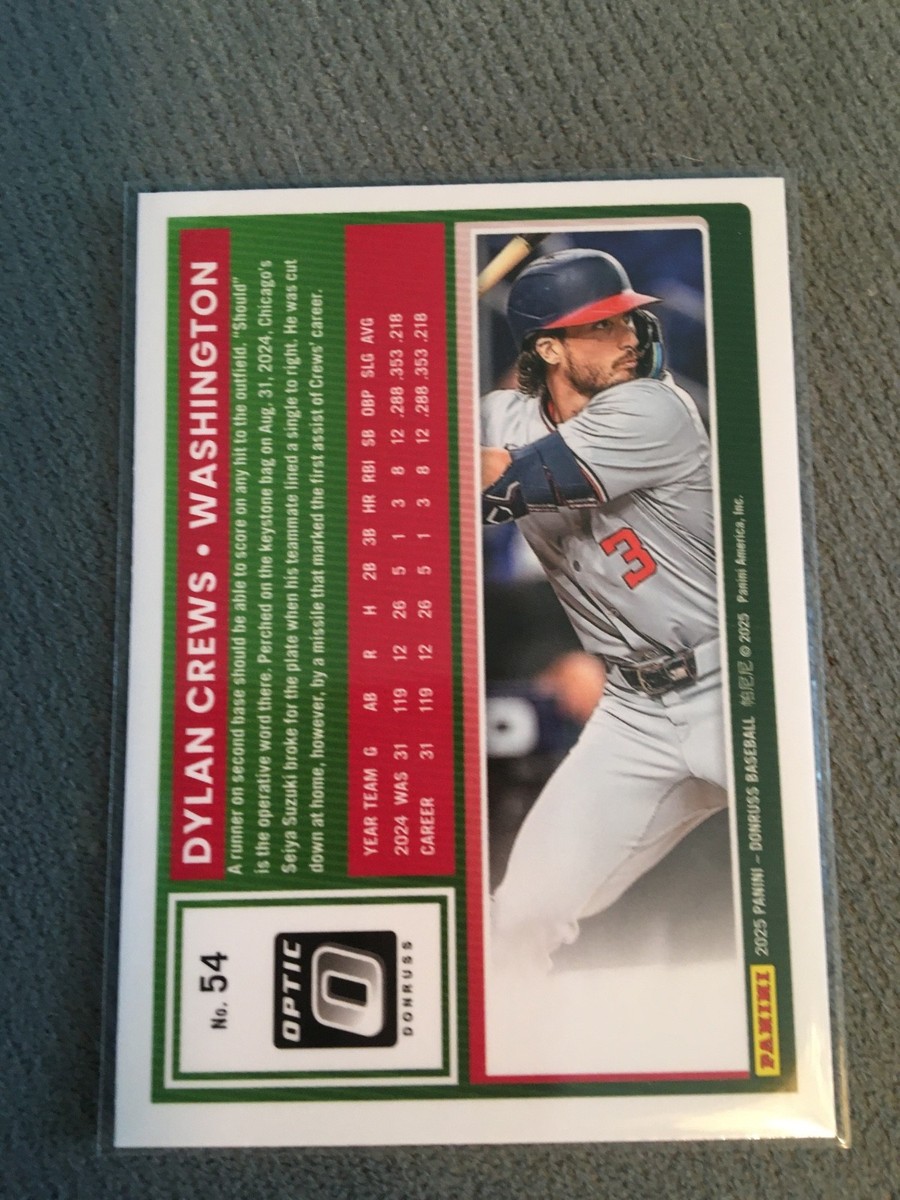 No. 54
OPTIC
DONRUSS
DYLAN CREWS • WASHINGTON
A runner on second base should be able to score on any hit to the outfield. "Should"
is the operative word there. Perched on the keystone bag on Aug. 31, 2024, Chicago's
Seiya Suzuki broke for the plate when his teammate lined a single to right. He was cut
down at home, however, by a missile that marked the first assist of Crews' career.
YEAR TEAM G AB R H 2B 3B HR RBI SB OBP SLG AVG
2024 WAS 31 119 12 26 5 1 3 8 12 .288 .353 .218
CAREER 31 119 12 26 5 1 3 8 12 .288 .353 .218
3
PANINI
2025 PANINI – DONRUSS BASEBALL 帕尼尼 © 2025 Panini America, Inc.